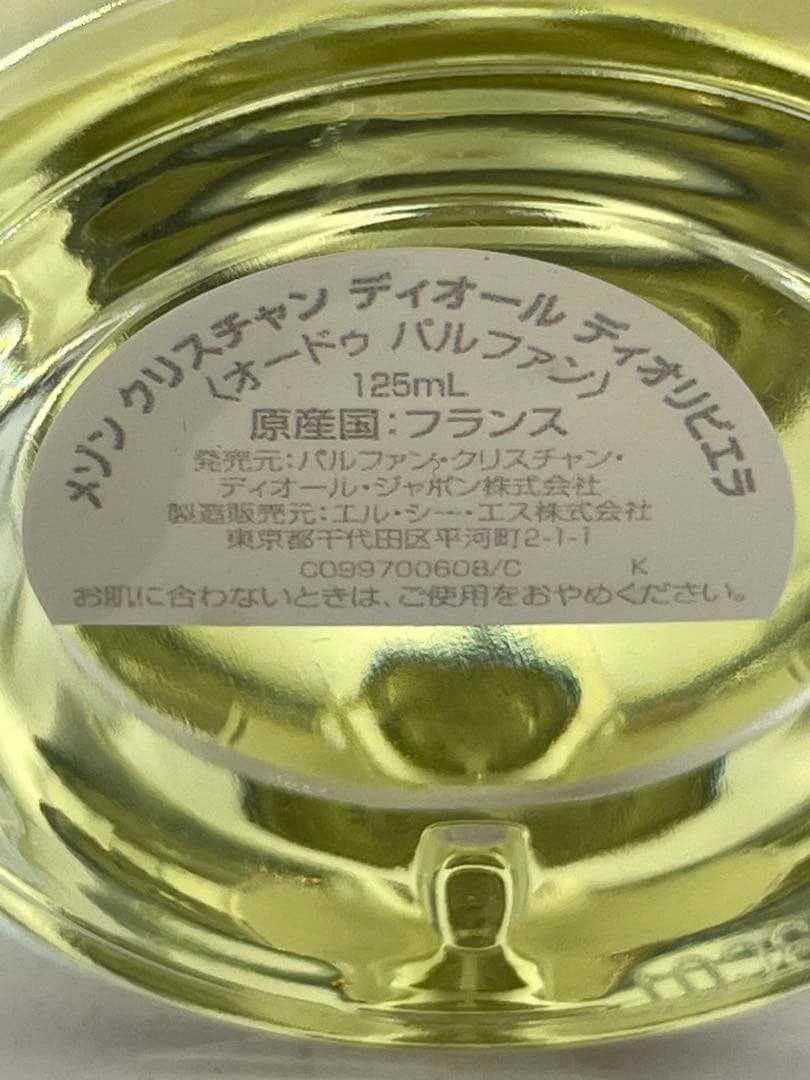 メゾン クリスチャン ディオール ディオリビエラ
（オードゥ パルファン）
125mL
原産国：フランス
発売元：パルファン・クリスチャン・
ディオール・ジャポン株式会社
製造販売元：エル・シー・エス株式会社
東京都千代田区平河町2-1-1
C099700608/C K
お肌に合わないときは、ご使用をおやめください。